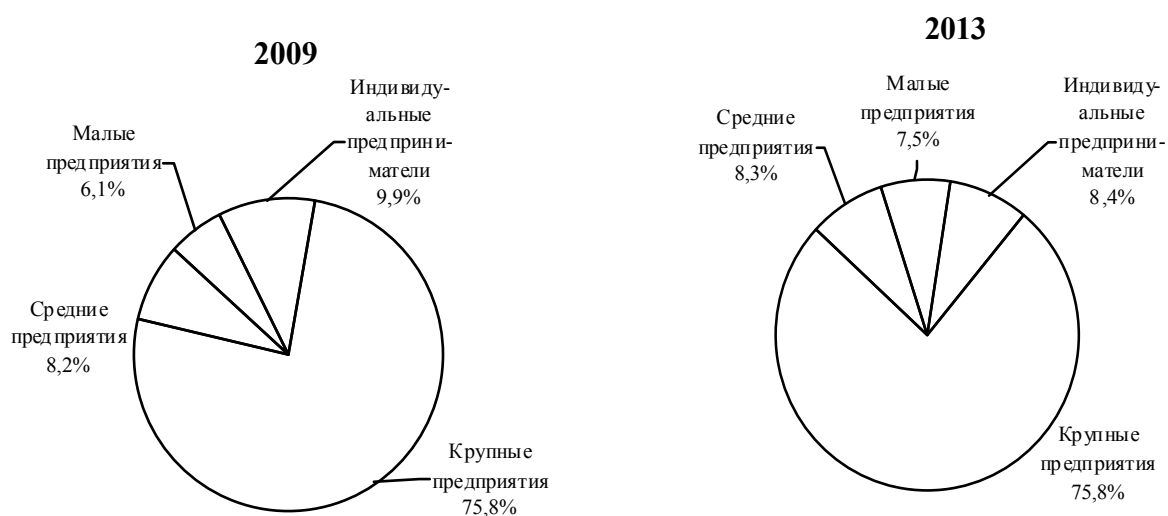 2009
Индивиду-
альные
предприни-
матели
9,9%
Малые
предприятия
6,1%
Средние
предприятия
8,2%
Крупные
предприятия
75,8%
2013
Малые
предприятия
7,5%
Индивиду-
альные
предприни-
матели
8,4%
Средние
предприятия
8,3%
Крупные
предприятия
75,8%